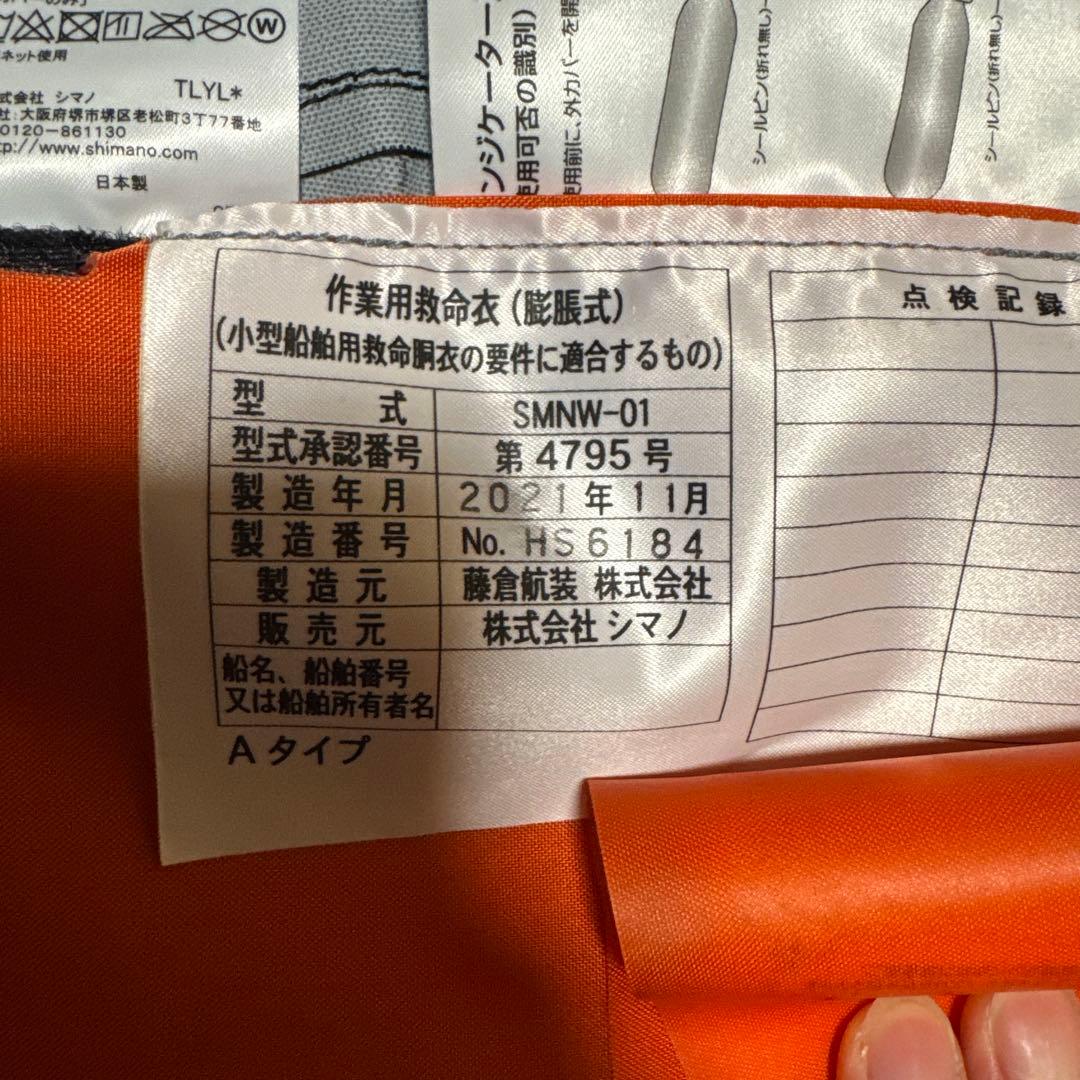 ネット使用
TLYL*
式会社 シマノ
社:大阪府堺市堺区老松町3丁77番地
0120-861130
tp://www.shimano.com
日本製
ンジケーター
使用可否の識別)
使用前に、外カバーを開
シールピン(折れ無し)
シールピン(折れ無し)
作業用救命衣(膨脹式)
(小型船舶用救命胴衣の要件に適合するもの)
型式 SMNW-01
型式承認番号 第4795号
製造年月 2021年11月
製造番号 No. HS6184
製造元 藤倉航装 株式会社
販売元 株式会社シマノ
船名、船舶番号
又は船舶所有者名
Aタイプ
点検記録